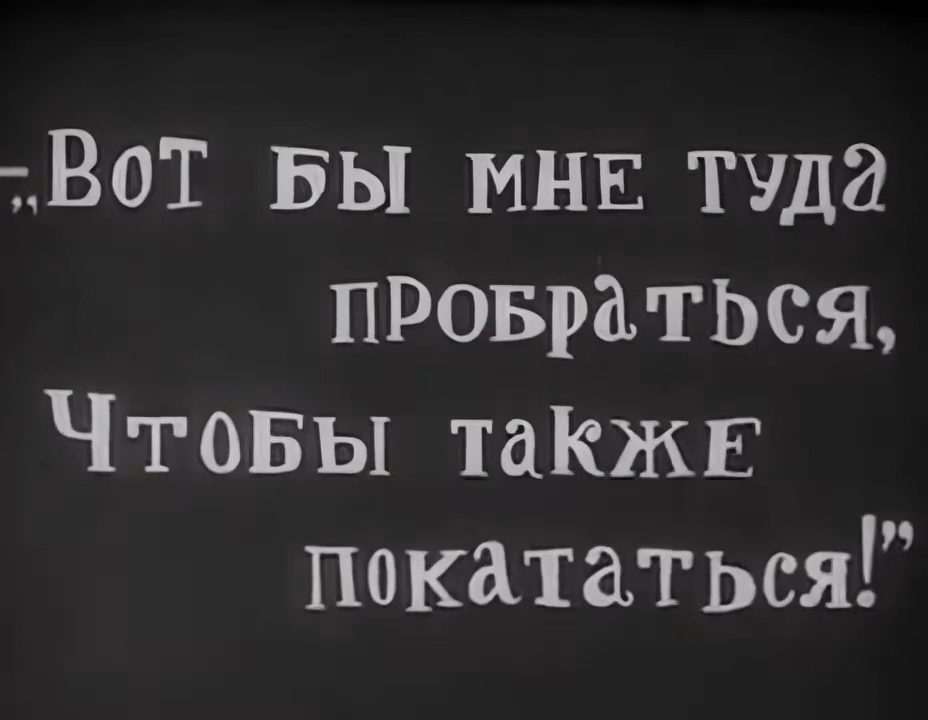 –„Вот бы мне туда
пробраться,
Чтобы также
покататься!”